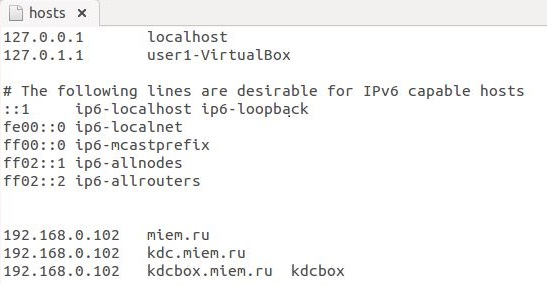 hosts ×
127.0.0.1 localhost
127.0.1.1 user1-VirtualBox
# The following lines are desirable for IPv6 capable hosts
::1 ip6-localhost ip6-loopback
fe00::0 ip6-localnet
ff00::0 ip6-mcastprefix
ff02::1 ip6-allnodes
ff02::2 ip6-allrouters
192.168.0.102 miem.ru
192.168.0.102 kdc.miem.ru
192.168.0.102 kdcbox.miem.ru kdcbox